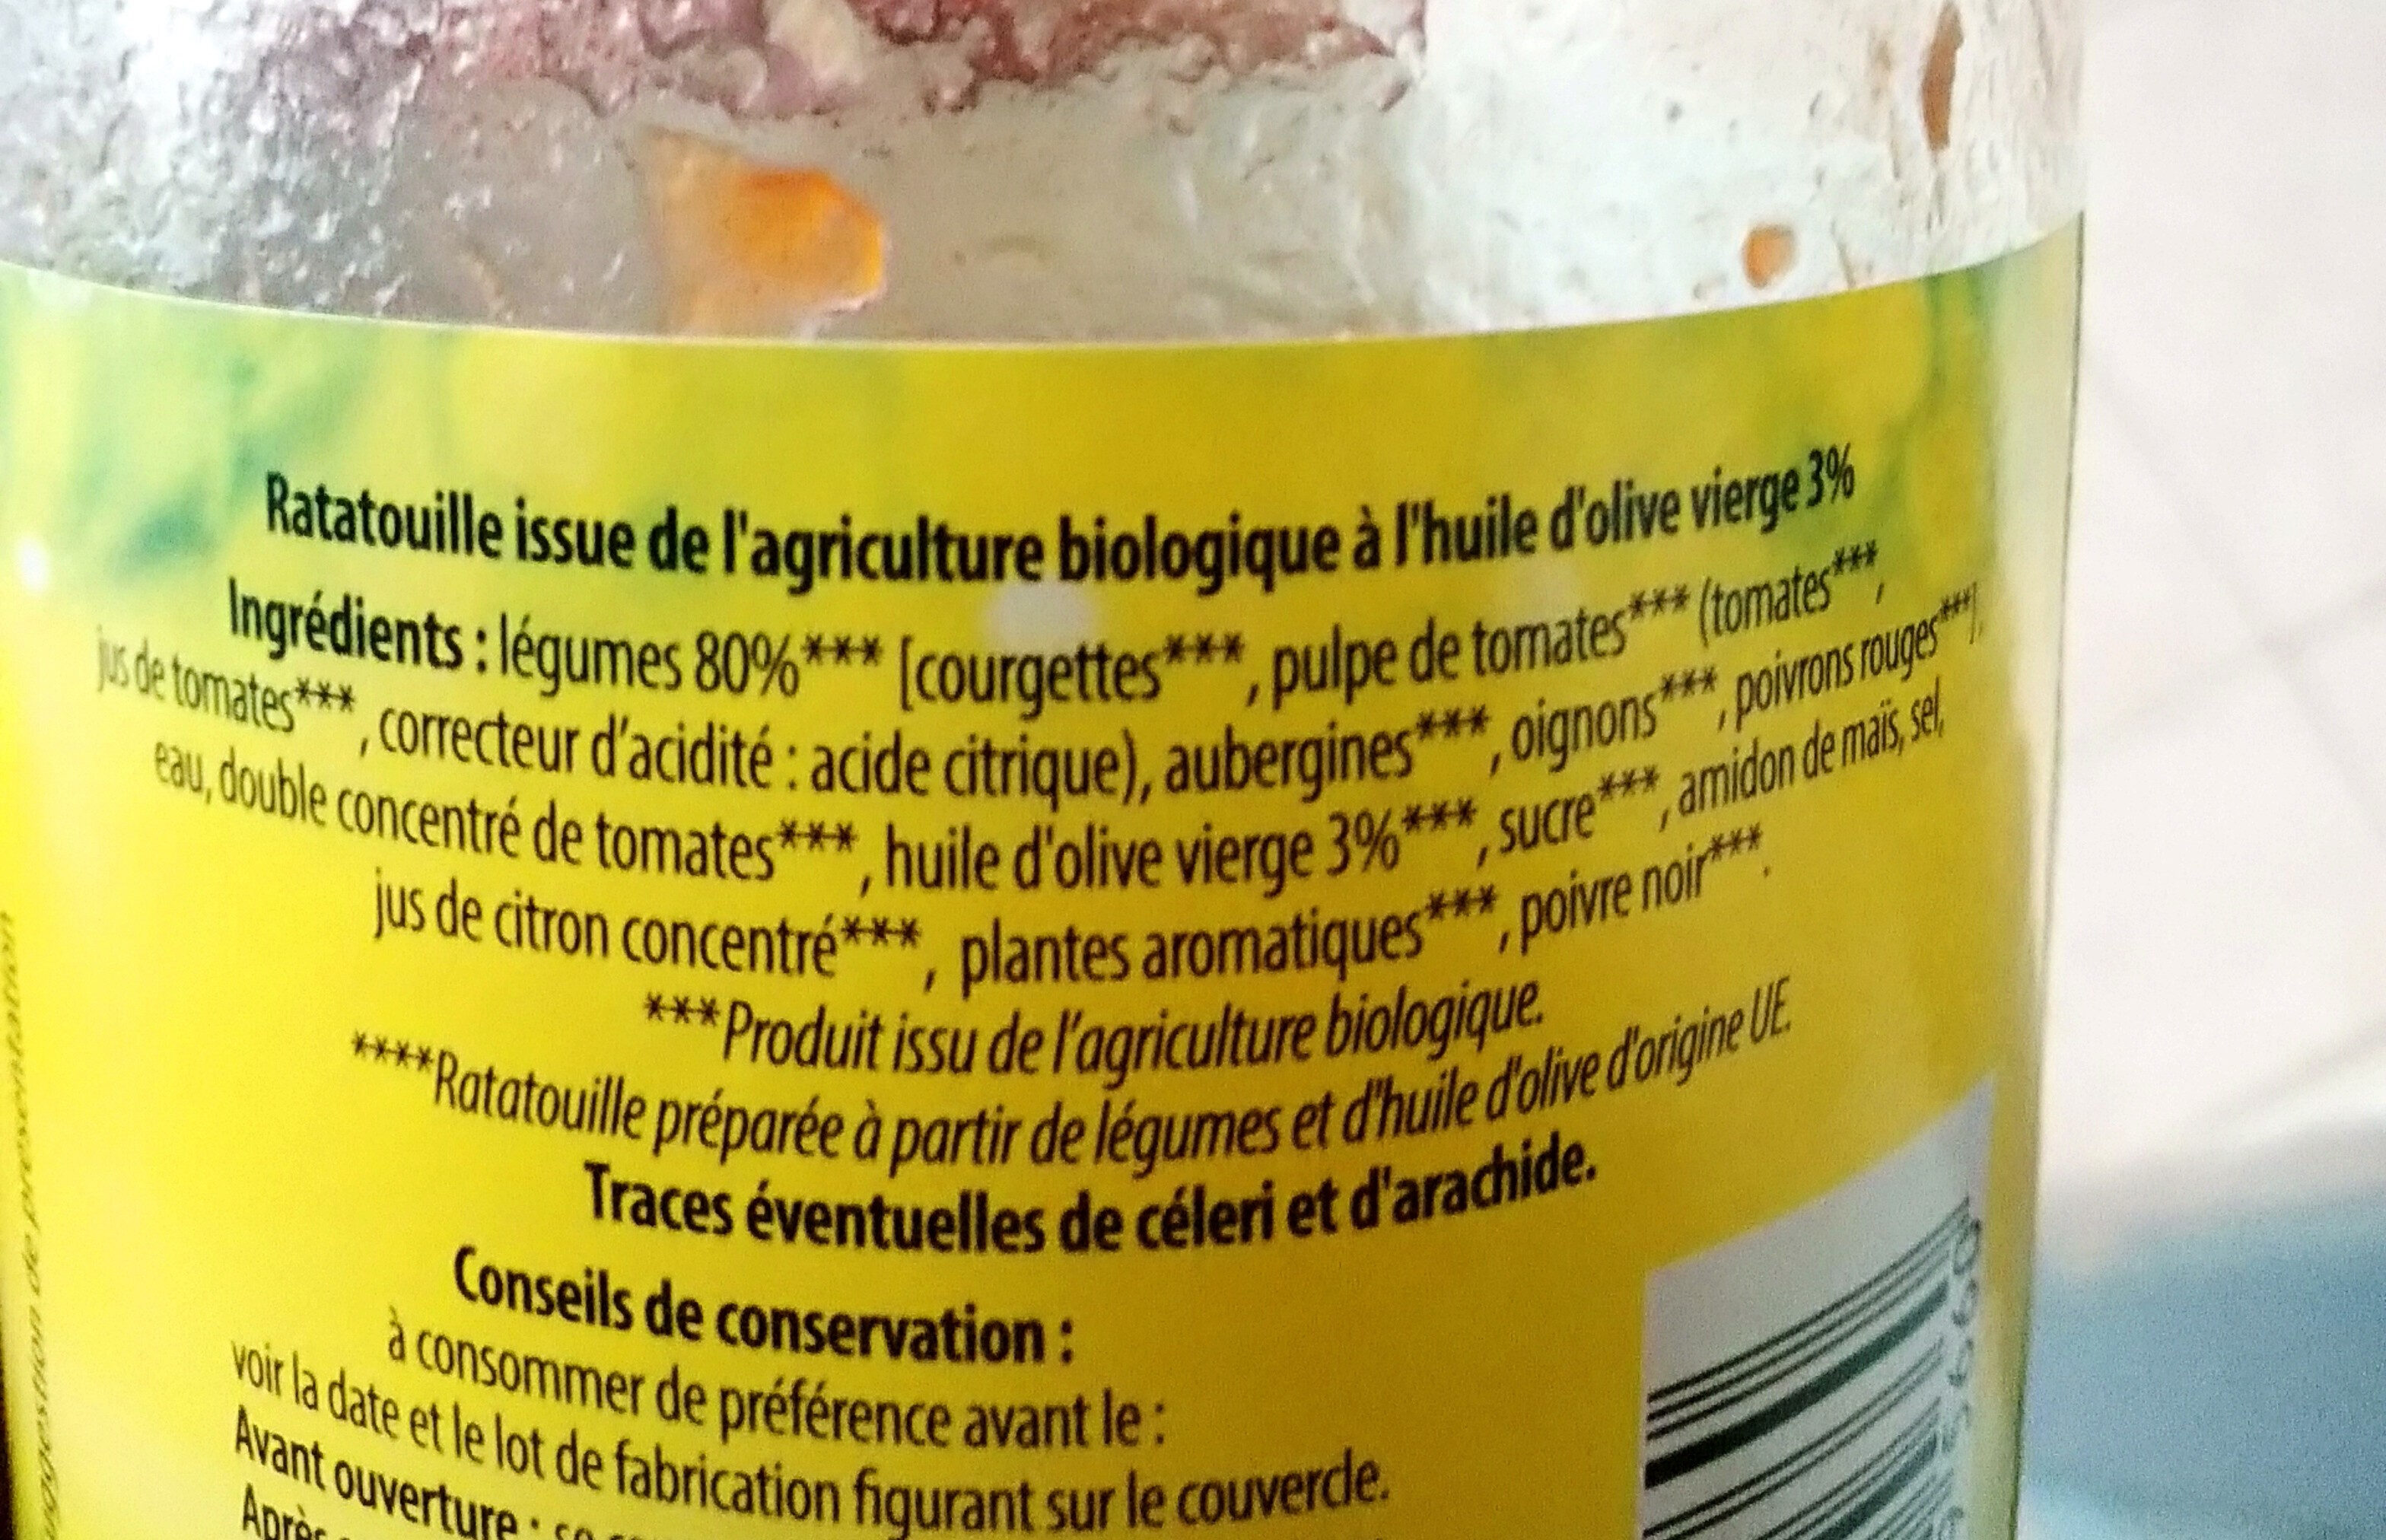 Ratatouille issue de l'agriculture biologique à l'huile d'olive vierge 3%
Ingrédients : légumes 80%*** [courgettes***, pulpe de tomates*** (tomates***,
jus de tomates***, correcteur d'acidité : acide citrique), aubergines***, oignons***, poivrons rouges***],
eau, double concentré de tomates***, huile d'olive vierge 3%***, sucre***, amidon de maïs, sel,
jus de citron concentré***, plantes aromatiques***, poivre noir***.
***Produit issu de l'agriculture biologique.
****Ratatouille préparée à partir de légumes et d'huile d'olive d'origine UE.
Traces éventuelles de céleri et d'arachide.
Conseils de conservation :
à consommer de préférence avant le :
voir la date et le lot de fabrication figurant sur le couvercle.
Avant ouverture :
Après
de présentation